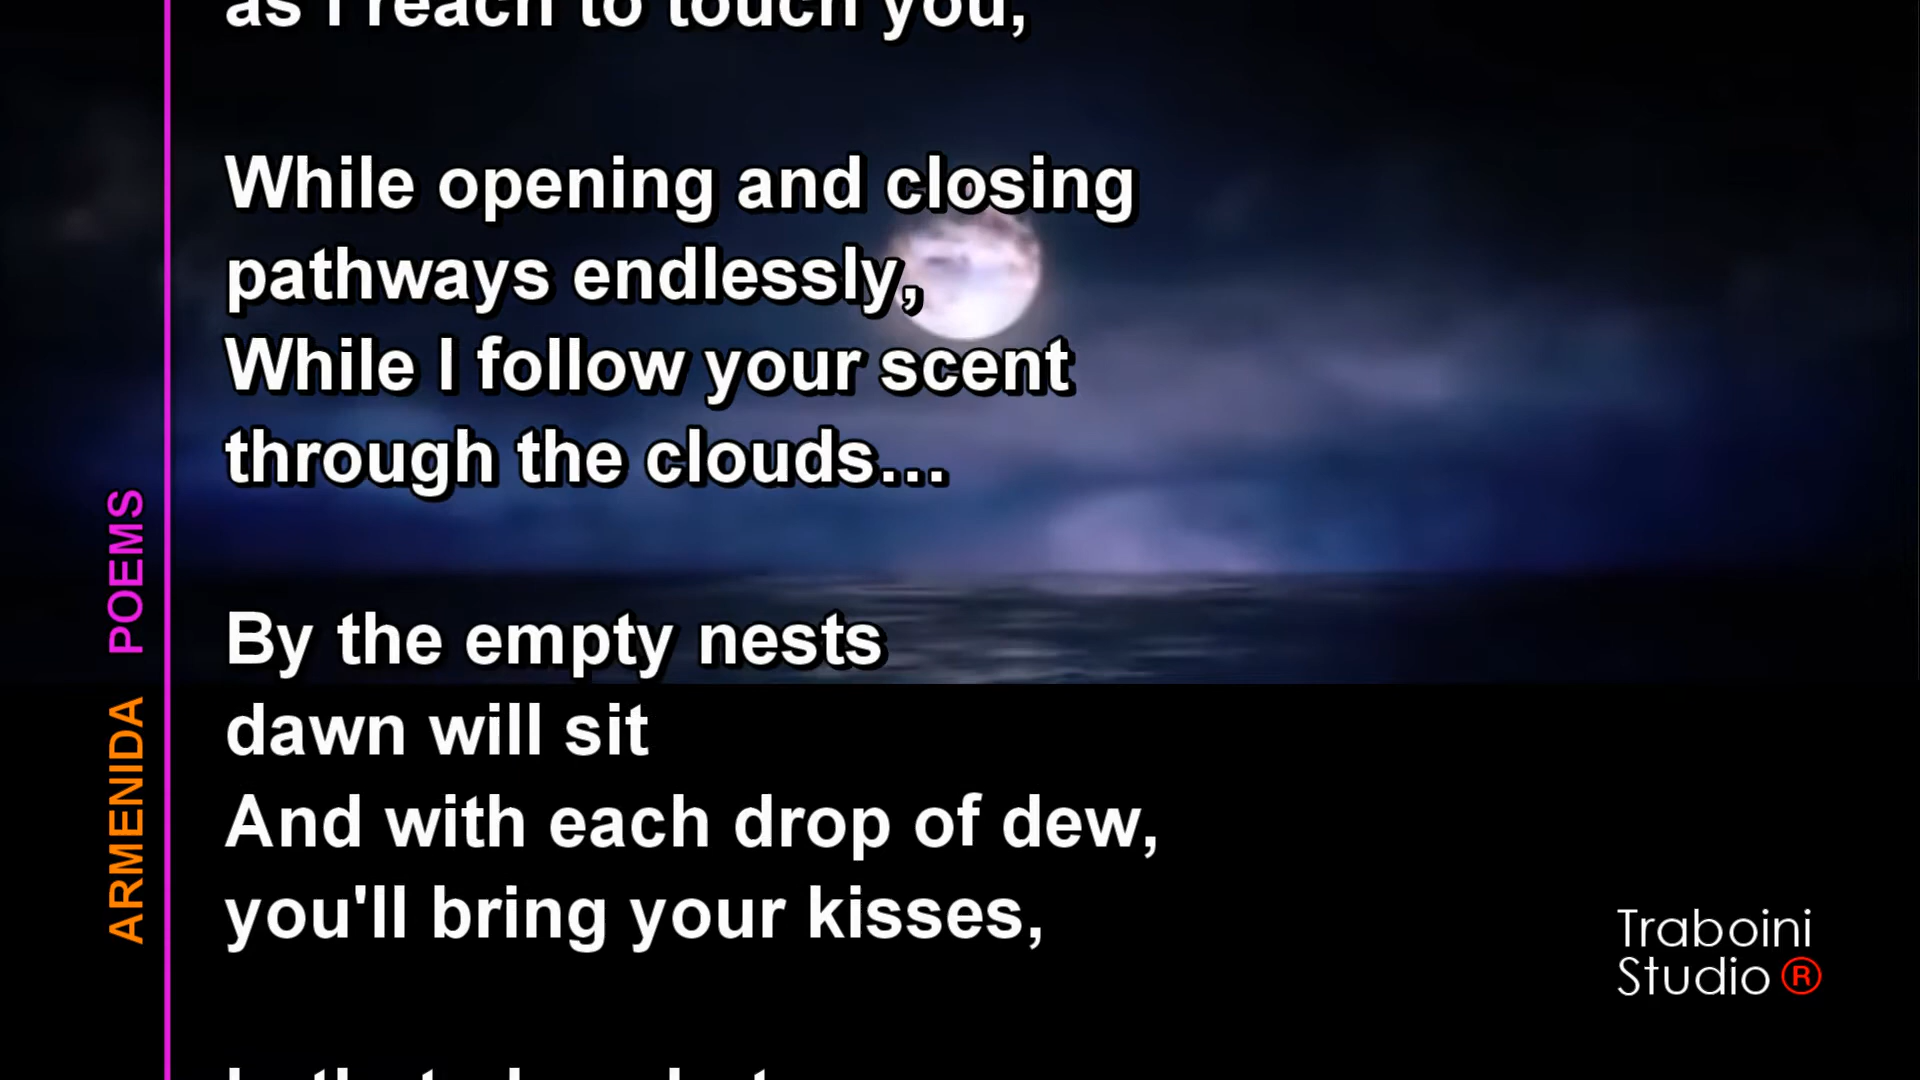 as I reach to touch you,
While opening and closing
pathways endlessly,
While I follow your scent
through the clouds...
By the empty nests
dawn will sit
And with each drop of dew,
you'll bring your kisses,
ARMENIDA POEMS
Traboini
Studio ®